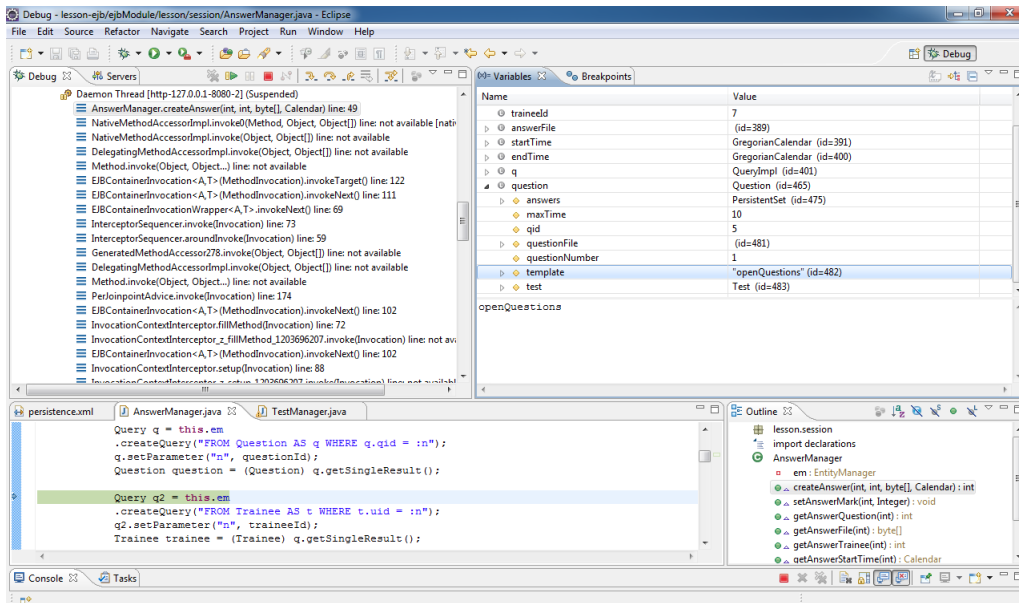 Debug - lesson-ejb/ejbModule/lesson/session/AnswerManager.java - Eclipse
File Edit Source Refactor Navigate Search Project Run Window Help
Debug
Debug Servers
Daemon Thread [http-127.0.0.1-8080-2] (Suspended)
AnswerManager.createAnswer(int, int, byte[], Calendar) line: 49
NativeMethodAccessorImpl.invoke0(Method, Object, Object[]) line: not available [nati
NativeMethodAccessorImpl.invoke(Object, Object[]) line: not available
DelegatingMethodAccessorImpl.invoke(Object, Object[]) line: not available
Method.invoke(Object, Object...) line: not available
EJBContainerInvocation<A,T>(MethodInvocation).invokeTarget() line: 122
EJBContainerInvocation<A,T>(MethodInvocation).invokeNext() line: 111
EJBContainerInvocationWrapper<A,T>.invokeNext() line: 69
InterceptorSequencer.invoke(Invocation) line: 73
InterceptorSequencer.aroundInvoke(Invocation) line: 59
GeneratedMethodAccessor278.invoke(Object, Object[]) line: not available
DelegatingMethodAccessorImpl.invoke(Object, Object[]) line: not available
Method.invoke(Object, Object...) line: not available
PerJoinpointAdvice.invoke(Invocation) line: 174
EJBContainerInvocation<A,T>(MethodInvocation).invokeNext() line: 102
InvocationContextInterceptor.fillMethod(Invocation) line: 72
InvocationContextInterceptor_z_fillMethod_1203696207.invoke(Invocation) line: not ava
EJBContainerInvocation<A,T>(MethodInvocation).invokeNext() line: 102
InvocationContextInterceptor.setup(Invocation) line: 88
InvocationContextInterceptor_z_setup_1203696207.invoke(Invocation) line: not availabl
(x)= Variables Breakpoints
Name Value
traineeId 7
answerFile (id=389)
startTime GregorianCalendar (id=391)
endTime GregorianCalendar (id=400)
q QueryImpl (id=401)
question Question (id=465)
answers PersistentSet (id=475)
maxTime 10
qid 5
questionFile (id=481)
questionNumber 1
template "openQuestions" (id=482)
test Test (id=483)
openQuestions
persistence.xml AnswerManager.java TestManager.java
Query q = this.em
.createQuery("FROM Question AS q WHERE q.qid = :n");
q.setParameter("n", questionId);
Question question = (Question) q.getSingleResult();
Query q2 = this.em
.createQuery("FROM Trainee AS t WHERE t.uid = :n");
q2.setParameter("n", traineeId);
Trainee trainee = (Trainee) q.getSingleResult();
Outline
lesson.session
import declarations
AnswerManager
em : EntityManager
createAnswer(int, int, byte[], Calendar) : int
setAnswerMark(int, Integer) : void
getAnswerQuestion(int) : int
getAnswerFile(int) : byte[]
getAnswerTrainee(int) : int
getAnswerStartTime(int) : Calendar
Console Tasks